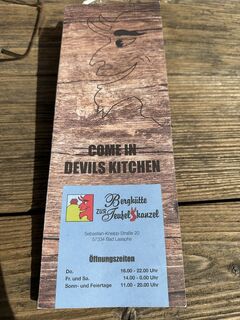 COME IN
DEVILS KITCHEN
Berghütte
zur Teufelskanzel
Sebastian-Kneipp-Straße 20
57334 Bad Laasphe
Öffnungszeiten
Do. 16.00 - 22.00 Uhr
Fr. und Sa. 14.00 - 0.00 Uhr
Sonn- und Feiertage 11.00 - 20.00 Uhr